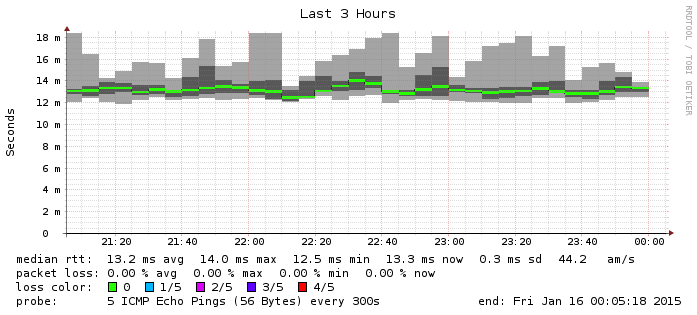 Last 3 Hours
RRDTOOL / TOBI OETIKER
Seconds
18 m
16 m
14 m
12 m
10 m
8 m
6 m
4 m
2 m
0
21:20 21:40 22:00 22:20 22:40 23:00 23:20 23:40 00:00
median rtt: 13.2 ms avg 14.0 ms max 12.5 ms min 13.3 ms now 0.3 ms sd 44.2 am/s
packet loss: 0.00 % avg 0.00 % max 0.00 % min 0.00 % now
loss color: 0 1/5 2/5 3/5 4/5
probe: 5 ICMP Echo Pings (56 Bytes) every 300s end: Fri Jan 16 00:05:18 2015